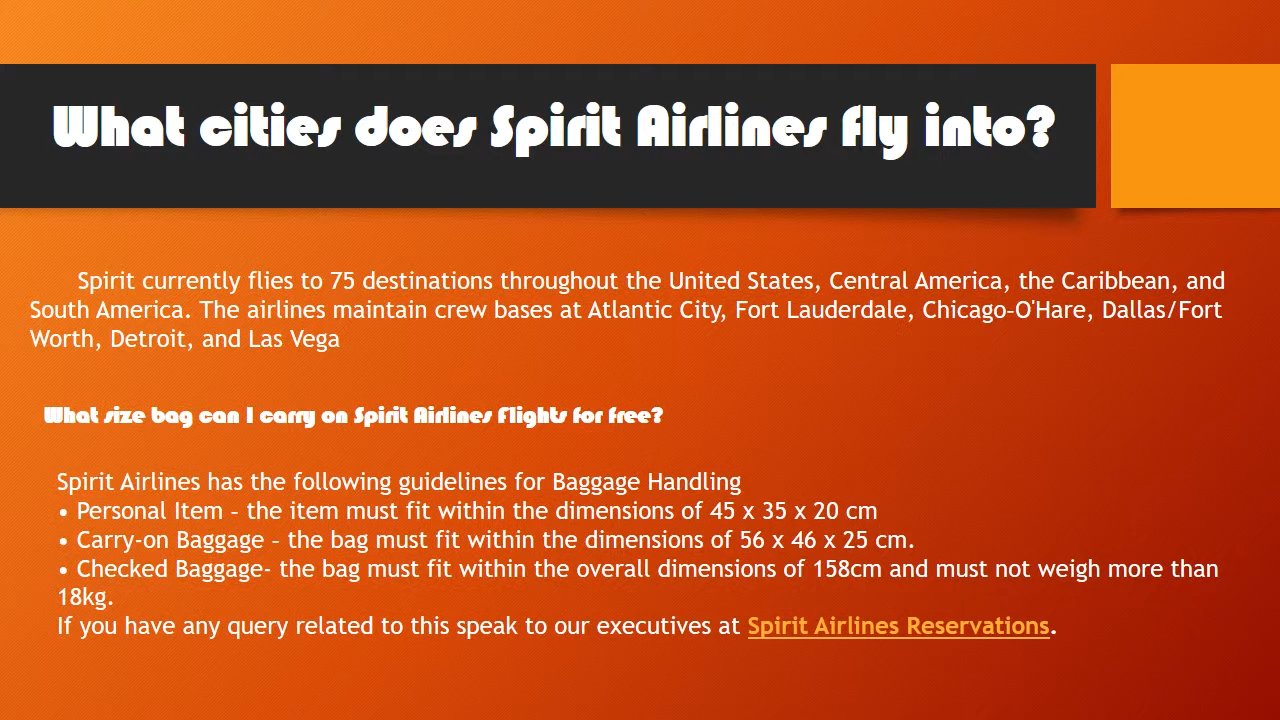 What cities does Spirit Airlines fly into?
Spirit currently flies to 75 destinations throughout the United States, Central America, the Caribbean, and
South America. The airlines maintain crew bases at Atlantic City, Fort Lauderdale, Chicago–O'Hare, Dallas/Fort
Worth, Detroit, and Las Vega
What size bag can I carry on Spirit Airlines Flights for free?
Spirit Airlines has the following guidelines for Baggage Handling
• Personal Item – the item must fit within the dimensions of 45 x 35 x 20 cm
• Carry-on Baggage – the bag must fit within the dimensions of 56 x 46 x 25 cm.
• Checked Baggage- the bag must fit within the overall dimensions of 158cm and must not weigh more than
18kg.
If you have any query related to this speak to our executives at Spirit Airlines Reservations.